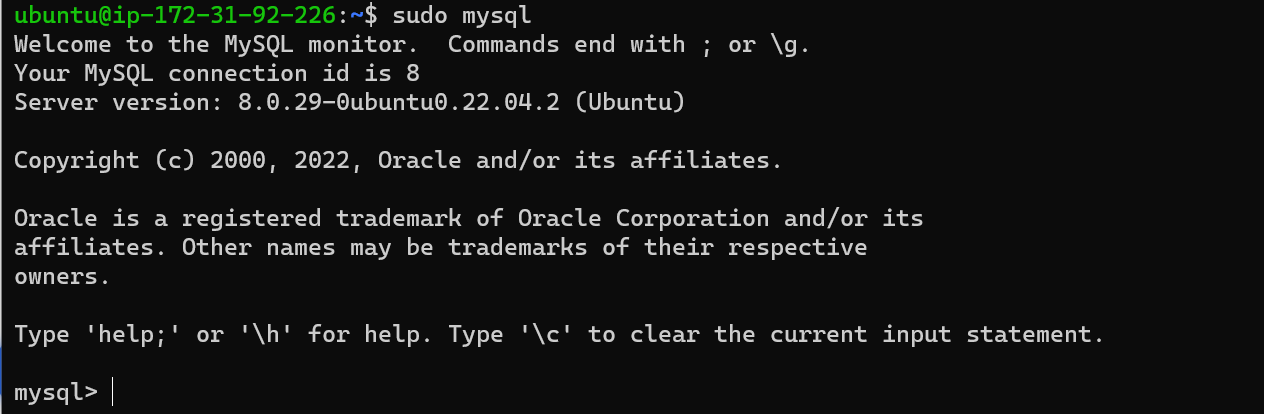 ubuntu@ip-172-31-92-226:~$ sudo mysql
Welcome to the MySQL monitor.  Commands end with ; or \g.
Your MySQL connection id is 8
Server version: 8.0.29-0ubuntu0.22.04.2 (Ubuntu)
Copyright (c) 2000, 2022, Oracle and/or its affiliates.
Oracle is a registered trademark of Oracle Corporation and/or its
affiliates. Other names may be trademarks of their respective
owners.
Type 'help;' or '\h' for help. Type '\c' to clear the current input statement.
mysql>